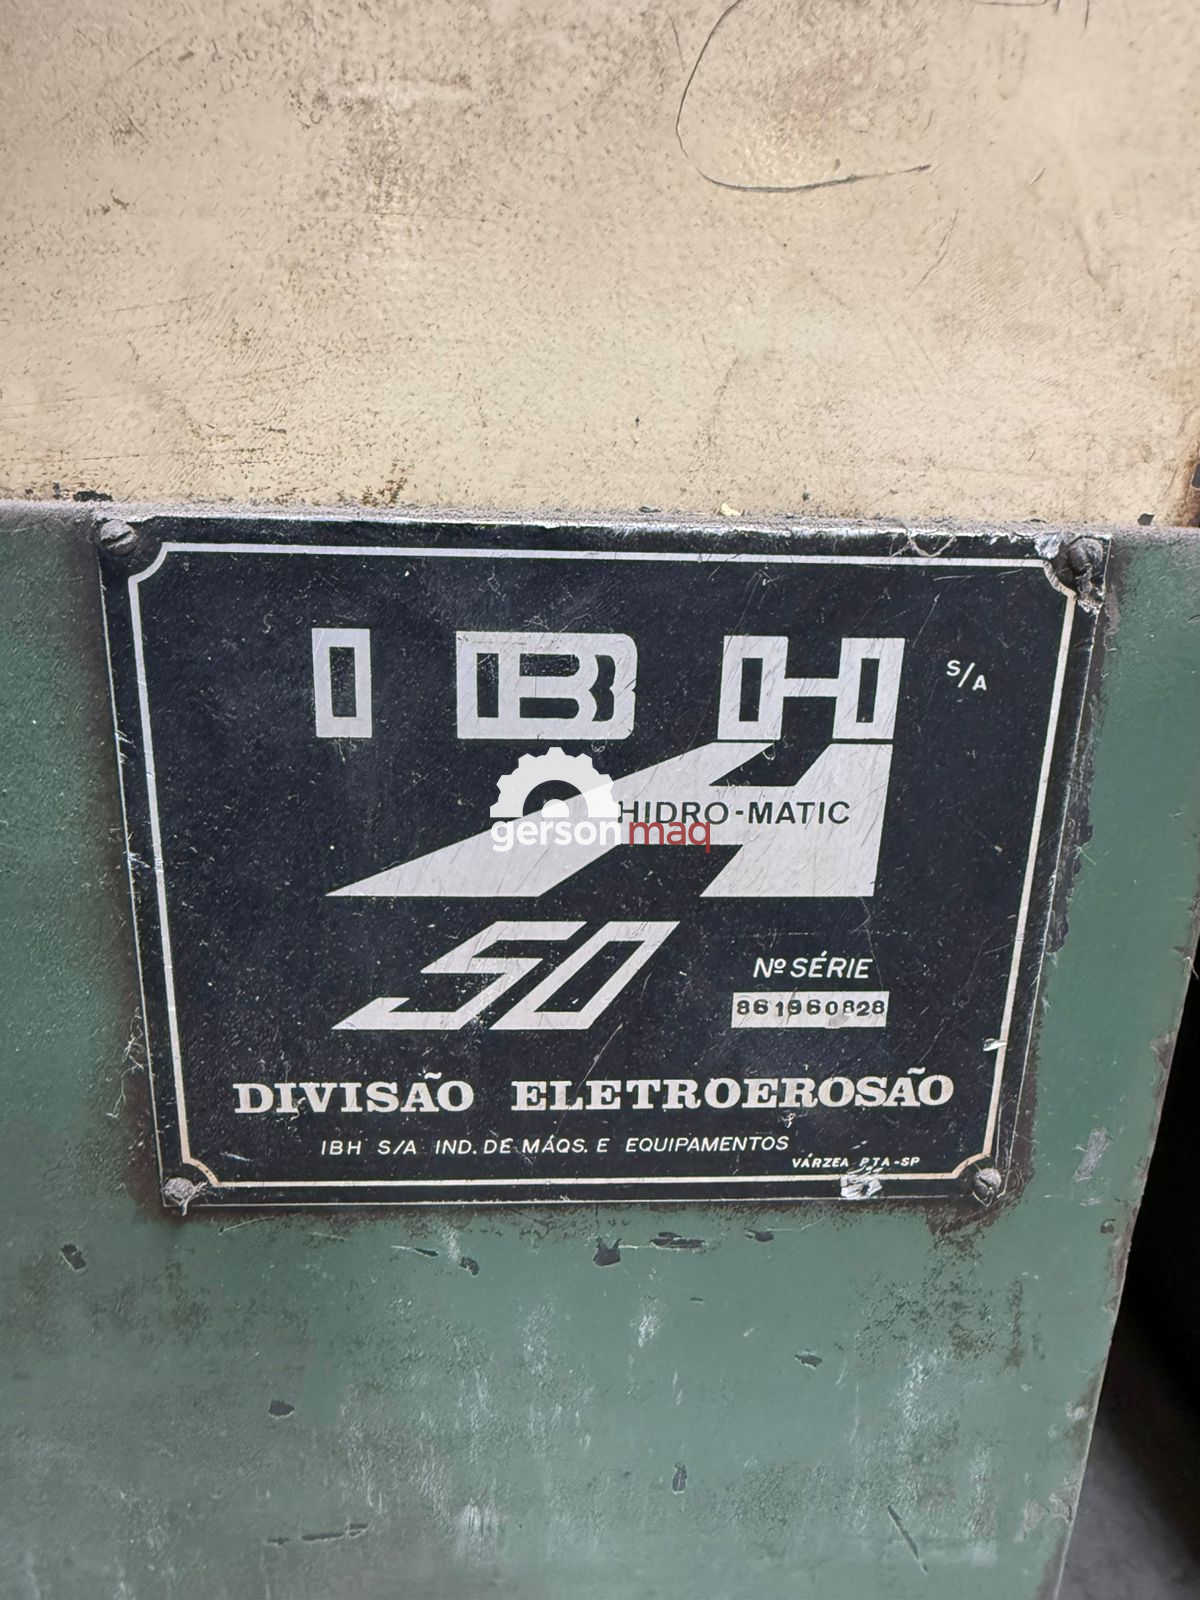 IBH S/A
HIDRO-MATIC
gersonmaq
50
Nº SÉRIE
861960828
DIVISÃO ELETROEROSÃO
IBH S/A IND. DE MÁQS. E EQUIPAMENTOS
VÁRZEA PTA-SP